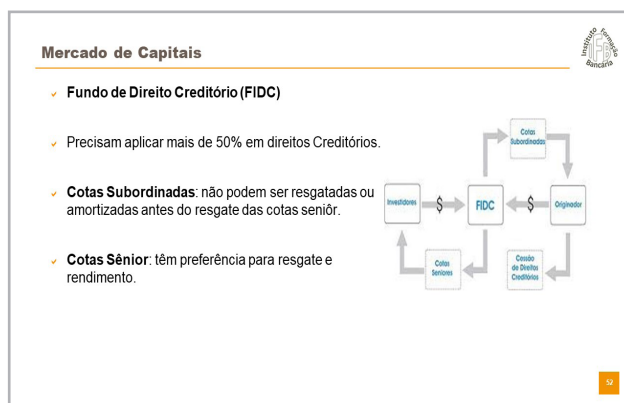 Mercado de Capitais
Instituto Formação
Bancária
IFB
Fundo de Direito Creditório (FIDC)
Precisam aplicar mais de 50% em direitos Creditórios.
Cotas Subordinadas: não podem ser resgatadas ou
amortizadas antes do resgate das cotas seniôr.
Cotas Sênior: têm preferência para resgate e
rendimento.
Cotas
Subordinadas
Investidores
$
FIDC
$
Originador
Cotas
Seniores
Cessão
de Direitos
Creditórios
52